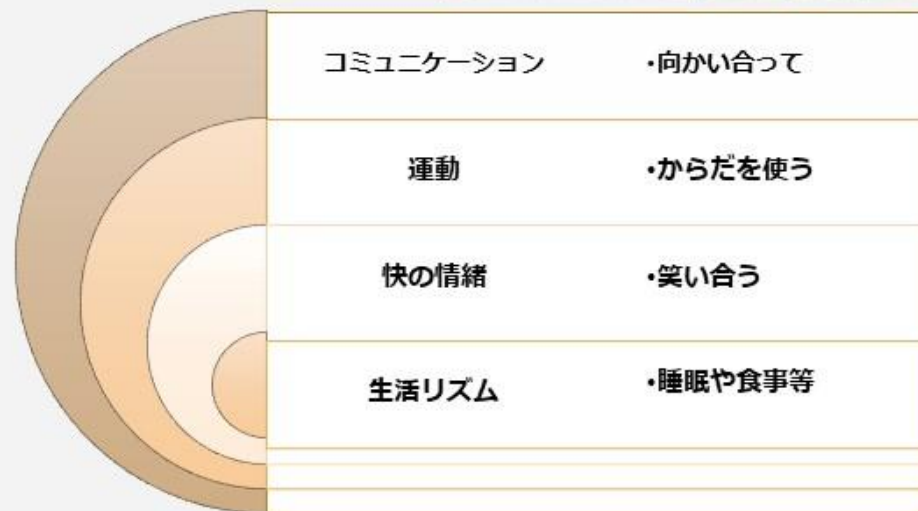 コミュニケーション ・向かい合って
運動 ・からだを使う
快の情緒 ・笑い合う
生活リズム ・睡眠や食事等